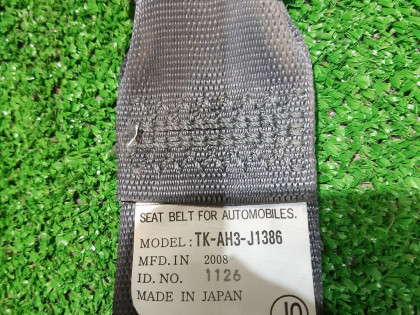 SEAT BELT FOR AUTOMOBILES.
MODEL: TK-AH3-J1386
MFD. IN 2008
ID. NO. 1126
MADE IN JAPAN